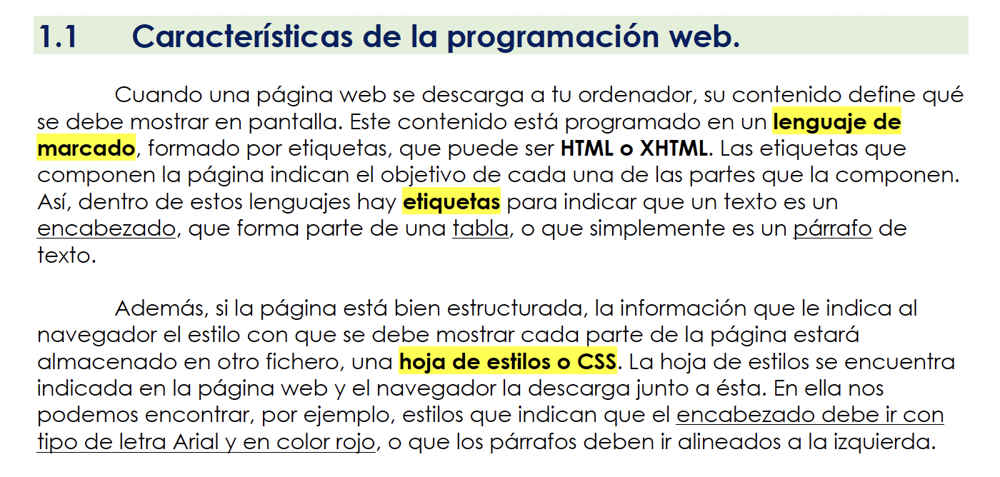 1.1 Características de la programación web.
Cuando una página web se descarga a tu ordenador, su contenido define qué
se debe mostrar en pantalla. Este contenido está programado en un lenguaje de
marcado, formado por etiquetas, que puede ser HTML o XHTML. Las etiquetas que
componen la página indican el objetivo de cada una de las partes que la componen.
Así, dentro de estos lenguajes hay etiquetas para indicar que un texto es un
encabezado, que forma parte de una tabla, o que simplemente es un párrafo de
texto.
Además, si la página está bien estructurada, la información que le indica al
navegador el estilo con que se debe mostrar cada parte de la página estará
almacenado en otro fichero, una hoja de estilos o CSS. La hoja de estilos se encuentra
indicada en la página web y el navegador la descarga junto a ésta. En ella nos
podemos encontrar, por ejemplo, estilos que indican que el encabezado debe ir con
tipo de letra Arial y en color rojo, o que los párrafos deben ir alineados a la izquierda.